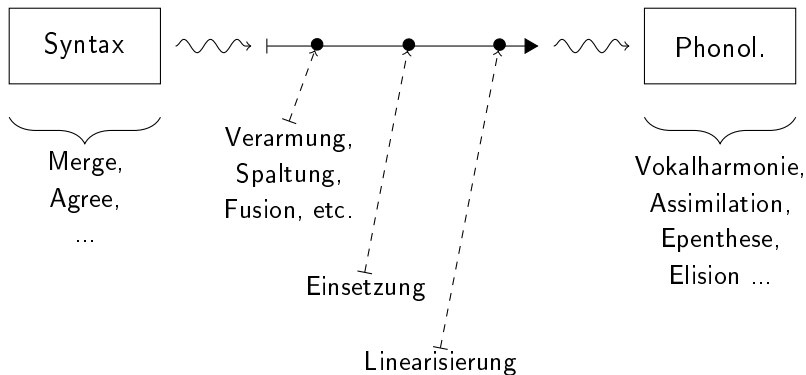 Syntax
Phonol.
Merge,
Agree,
...
Verarmung,
Spaltung,
Fusion, etc.
Einsetzung
Linearisierung
Vokalharmonie,
Assimilation,
Epenthese,
Elision ...